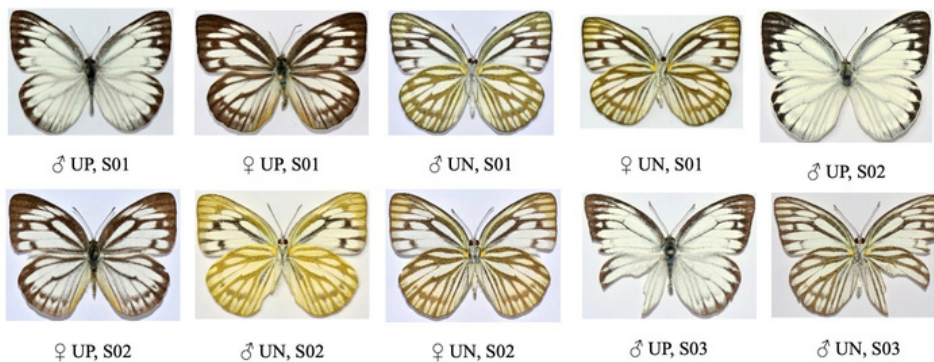 ♂ UP, S01
♀ UP, S01
♂ UN, S01
♀ UN, S01
♂ UP, S02
♀ UP, S02
♂ UN, S02
♀ UN, S02
♂ UP, S03
♂ UN, S03